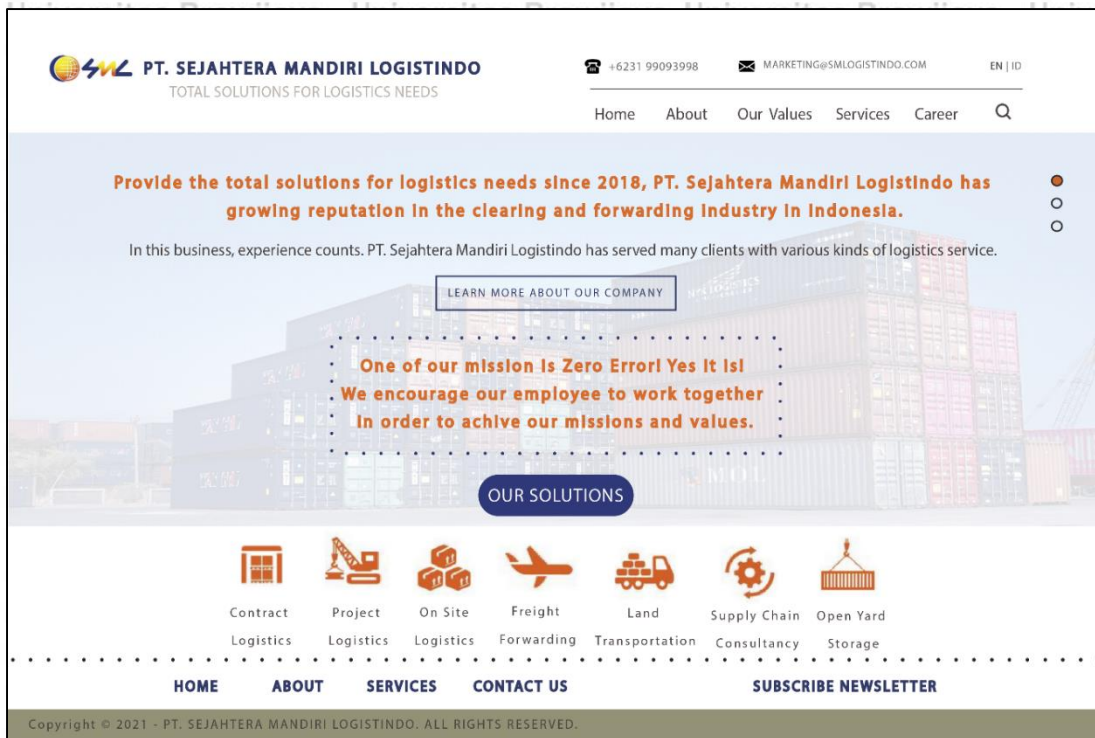 SML PT. SEJAHTERA MANDIRI LOGISTINDO
TOTAL SOLUTIONS FOR LOGISTICS NEEDS
+6231 99093998 MARKETING@SMLOGISTINDO.COM EN | ID
Home About Our Values Services Career
Provide the total solutions for logistics needs since 2018, PT. Sejahtera Mandiri Logistindo has
growing reputation in the clearing and forwarding industry in Indonesia.
In this business, experience counts. PT. Sejahtera Mandiri Logistindo has served many clients with various kinds of logistics service.
LEARN MORE ABOUT OUR COMPANY
One of our mission is Zero Error! Yes it is!
We encourage our employee to work together
in order to achive our missions and values.
MOL
OUR SOLUTIONS
Contract Logistics
Project Logistics
On Site Logistics
Freight Forwarding
Land Transportation
Supply Chain Consultancy
Open Yard Storage
HOME ABOUT SERVICES CONTACT US SUBSCRIBE NEWSLETTER
Copyright © 2021 - PT. SEJAHTERA MANDIRI LOGISTINDO. ALL RIGHTS RESERVED.